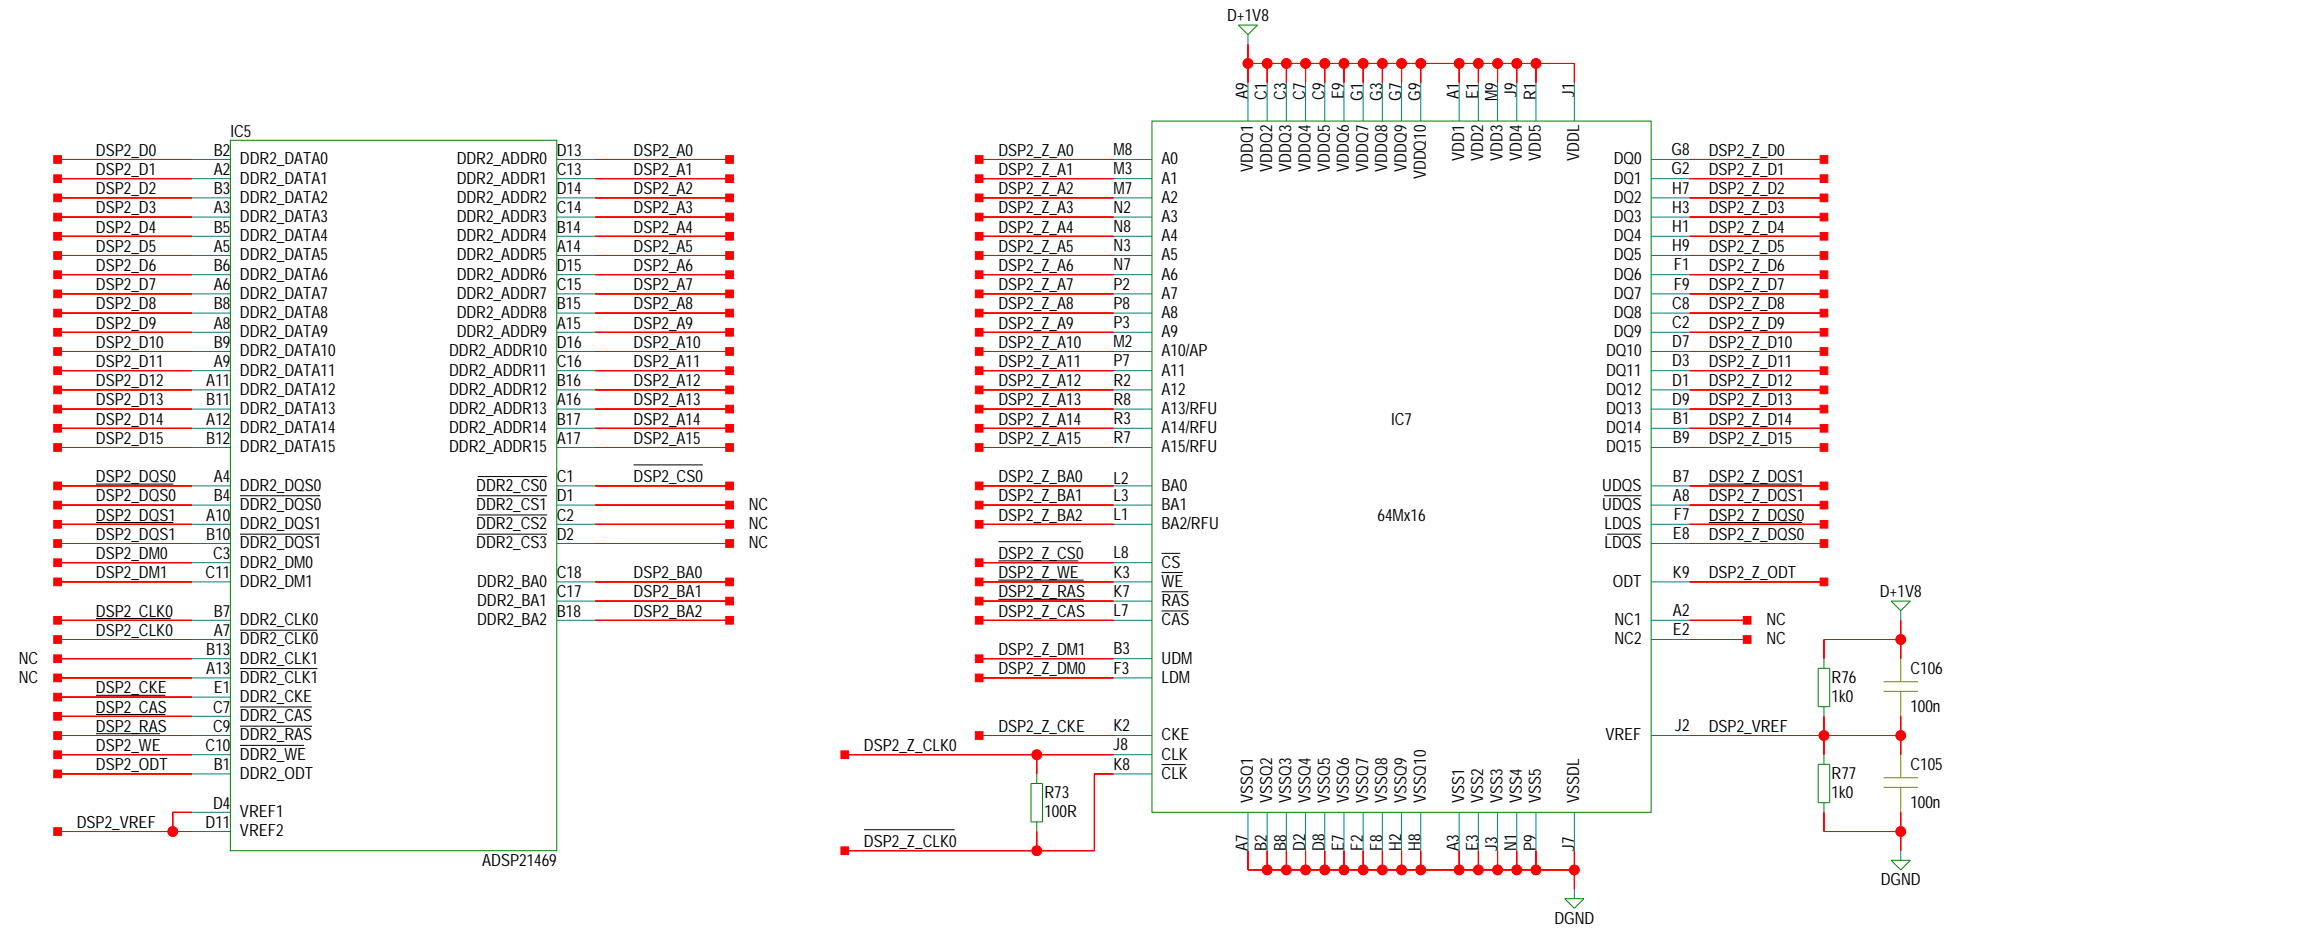 D+1V8
A9 C1 C3 C7 C9 E9 G1 G3 G7 G9 A1 E1 M9 J9 R1 J1
VDDQ1 VDDQ2 VDDQ3 VDDQ4 VDDQ5 VDDQ6 VDDQ7 VDDQ8 VDDQ9 VDDQ10 VDD1 VDD2 VDD3 VDD4 VDD5 VDDL
IC5
DSP2_D0 B2 DDR2_DATA0 DDR2_ADDR0 D13 DSP2_A0
DSP2_D1 A2 DDR2_DATA1 DDR2_ADDR1 C13 DSP2_A1
DSP2_D2 B3 DDR2_DATA2 DDR2_ADDR2 D14 DSP2_A2
DSP2_D3 A3 DDR2_DATA3 DDR2_ADDR3 C14 DSP2_A3
DSP2_D4 B5 DDR2_DATA4 DDR2_ADDR4 B14 DSP2_A4
DSP2_D5 A5 DDR2_DATA5 DDR2_ADDR5 A14 DSP2_A5
DSP2_D6 B6 DDR2_DATA6 DDR2_ADDR6 D15 DSP2_A6
DSP2_D7 A6 DDR2_DATA7 DDR2_ADDR7 C15 DSP2_A7
DSP2_D8 B8 DDR2_DATA8 DDR2_ADDR8 B15 DSP2_A8
DSP2_D9 A8 DDR2_DATA9 DDR2_ADDR9 A15 DSP2_A9
DSP2_D10 B9 DDR2_DATA10 DDR2_ADDR10 D16 DSP2_A10
DSP2_D11 A9 DDR2_DATA11 DDR2_ADDR11 C16 DSP2_A11
DSP2_D12 A11 DDR2_DATA12 DDR2_ADDR12 B16 DSP2_A12
DSP2_D13 B11 DDR2_DATA13 DDR2_ADDR13 A16 DSP2_A13
DSP2_D14 A12 DDR2_DATA14 DDR2_ADDR14 B17 DSP2_A14
DSP2_D15 B12 DDR2_DATA15 DDR2_ADDR15 A17 DSP2_A15
DSP2_DQS0 A4 DDR2_DQS0 DDR2_CS0 C1 DSP2_CS0
DSP2_DQS0 B4 DDR2_DQS0 DDR2_CS1 D1 NC
DSP2_DQS1 A10 DDR2_DQS1 DDR2_CS2 C2 NC
DSP2_DQS1 B10 DDR2_DQS1 DDR2_CS3 D2 NC
DSP2_DM0 C3 DDR2_DM0
DSP2_DM1 C11 DDR2_DM1 DDR2_BA0 C18 DSP2_BA0
DDR2_BA1 C17 DSP2_BA1
DSP2_CLK0 B7 DDR2_CLK0 DDR2_BA2 B18 DSP2_BA2
DSP2_CLK0 A7 DDR2_CLK0
NC B13 DDR2_CLK1
NC A13 DDR2_CLK1
DSP2_CKE E1 DDR2_CKE
DSP2_CAS C7 DDR2_CAS
DSP2_RAS C9 DDR2_RAS
DSP2_WE C10 DDR2_WE
DSP2_ODT B1 DDR2_ODT
D4 VREF1
DSP2_VREF D11 VREF2
ADSP21469
DSP2_Z_A0 M8 A0 DQ0 G8 DSP2_Z_D0
DSP2_Z_A1 M3 A1 DQ1 G2 DSP2_Z_D1
DSP2_Z_A2 M7 A2 DQ2 H7 DSP2_Z_D2
DSP2_Z_A3 N2 A3 DQ3 H3 DSP2_Z_D3
DSP2_Z_A4 N8 A4 DQ4 H1 DSP2_Z_D4
DSP2_Z_A5 N3 A5 DQ5 H9 DSP2_Z_D5
DSP2_Z_A6 N7 A6 DQ6 F1 DSP2_Z_D6
DSP2_Z_A7 P2 A7 DQ7 F9 DSP2_Z_D7
DSP2_Z_A8 P8 A8 DQ8 C8 DSP2_Z_D8
DSP2_Z_A9 P3 A9 DQ9 C2 DSP2_Z_D9
DSP2_Z_A10 M2 A10/AP DQ10 D7 DSP2_Z_D10
DSP2_Z_A11 P7 A11 DQ11 D3 DSP2_Z_D11
DSP2_Z_A12 R2 A12 DQ12 D1 DSP2_Z_D12
DSP2_Z_A13 R8 A13/RFU DQ13 D9 DSP2_Z_D13
IC7
DSP2_Z_A14 R3 A14/RFU DQ14 B1 DSP2_Z_D14
DSP2_Z_A15 R7 A15/RFU DQ15 B9 DSP2_Z_D15
DSP2_Z_BA0 L2 BA0 UDQS B7 DSP2_Z_DQS1
DSP2_Z_BA1 L3 BA1 UDQS A8 DSP2_Z_DQS1
DSP2_Z_BA2 L1 BA2/RFU 64Mx16 LDQS F7 DSP2_Z_DQS0
LDQS E8 DSP2_Z_DQS0
DSP2_Z_CS0 L8 CS
DSP2_Z_WE K3 WE ODT K9 DSP2_Z_ODT
DSP2_Z_RAS K7 RAS
DSP2_Z_CAS L7 CAS NC1 A2 NC
NC2 E2 NC
DSP2_Z_DM1 B3 UDM
DSP2_Z_DM0 F3 LDM
DSP2_Z_CKE K2 CKE VREF J2 DSP2_VREF
DSP2_Z_CLK0 J8 CLK
K8 CLK
R73
100R
DSP2_Z_CLK0
D+1V8
R76
1k0
C106
100n
R77
1k0
C105
100n
DGND
VSSQ1 VSSQ2 VSSQ3 VSSQ4 VSSQ5 VSSQ6 VSSQ7 VSSQ8 VSSQ9 VSSQ10 VSS1 VSS2 VSS3 VSS4 VSS5 VSSDL
A7 B2 B8 D2 D8 E7 F2 F8 H2 H8 A3 E3 J3 N1 P9 J7
DGND